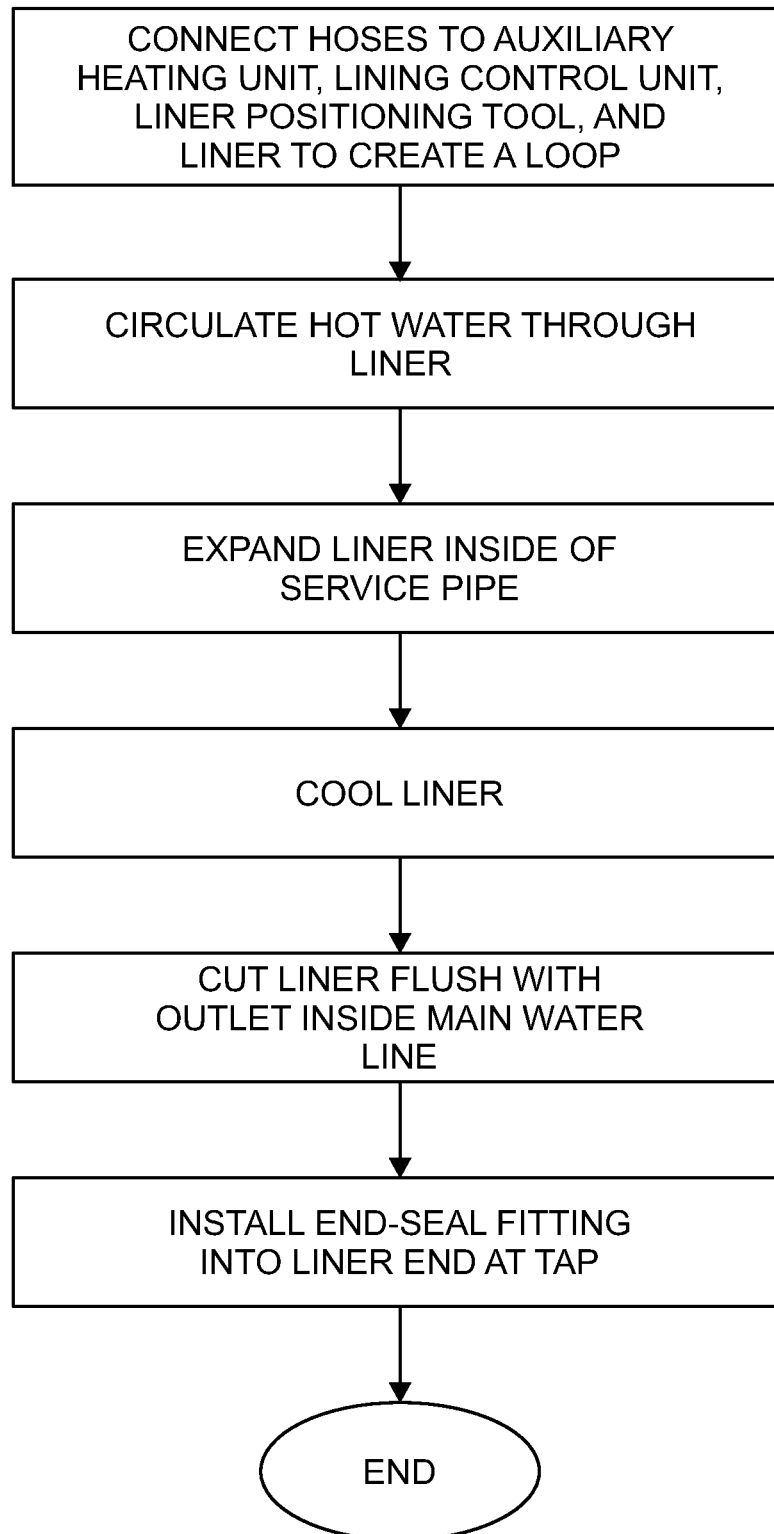 CONNECT HOSES TO AUXILIARY
HEATING UNIT, LINING CONTROL UNIT,
LINER POSITIONING TOOL, AND
LINER TO CREATE A LOOP
CIRCULATE HOT WATER THROUGH
LINER
EXPAND LINER INSIDE OF
SERVICE PIPE
COOL LINER
CUT LINER FLUSH WITH
OUTLET INSIDE MAIN WATER
LINE
INSTALL END-SEAL FITTING
INTO LINER END AT TAP
END